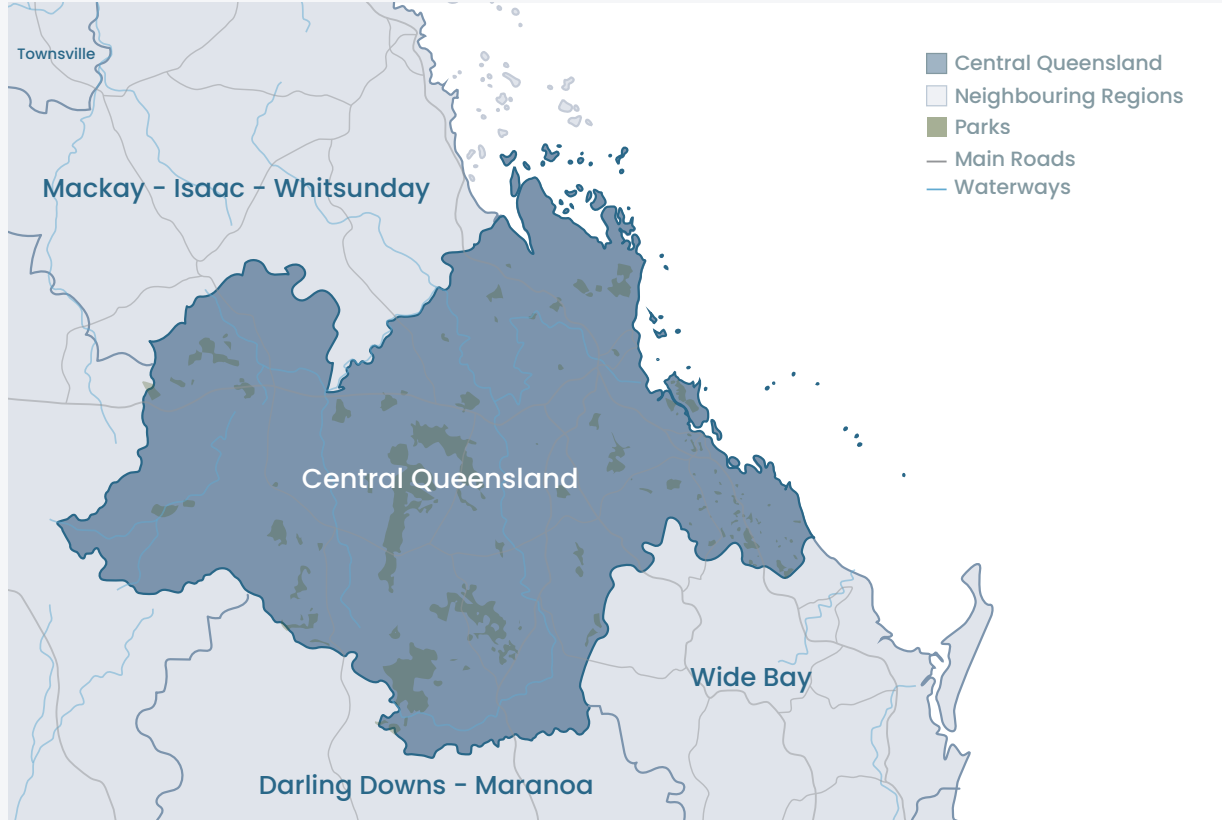 Townsville
Central Queensland
Neighbouring Regions
Parks
Main Roads
Waterways
Mackay - Isaac - Whitsunday
Central Queensland
Wide Bay
Darling Downs - Maranoa